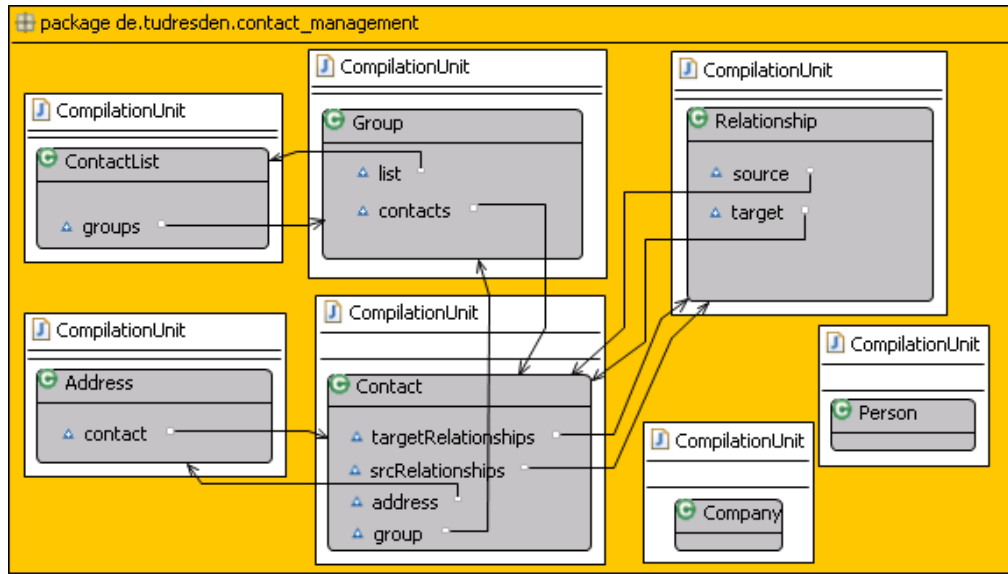 package de.tudresden.contact_management
CompilationUnit
ContactList
groups
CompilationUnit
Group
list
contacts
CompilationUnit
Relationship
source
target
CompilationUnit
Address
contact
CompilationUnit
Contact
targetRelationships
srcRelationships
address
group
CompilationUnit
Company
CompilationUnit
Person